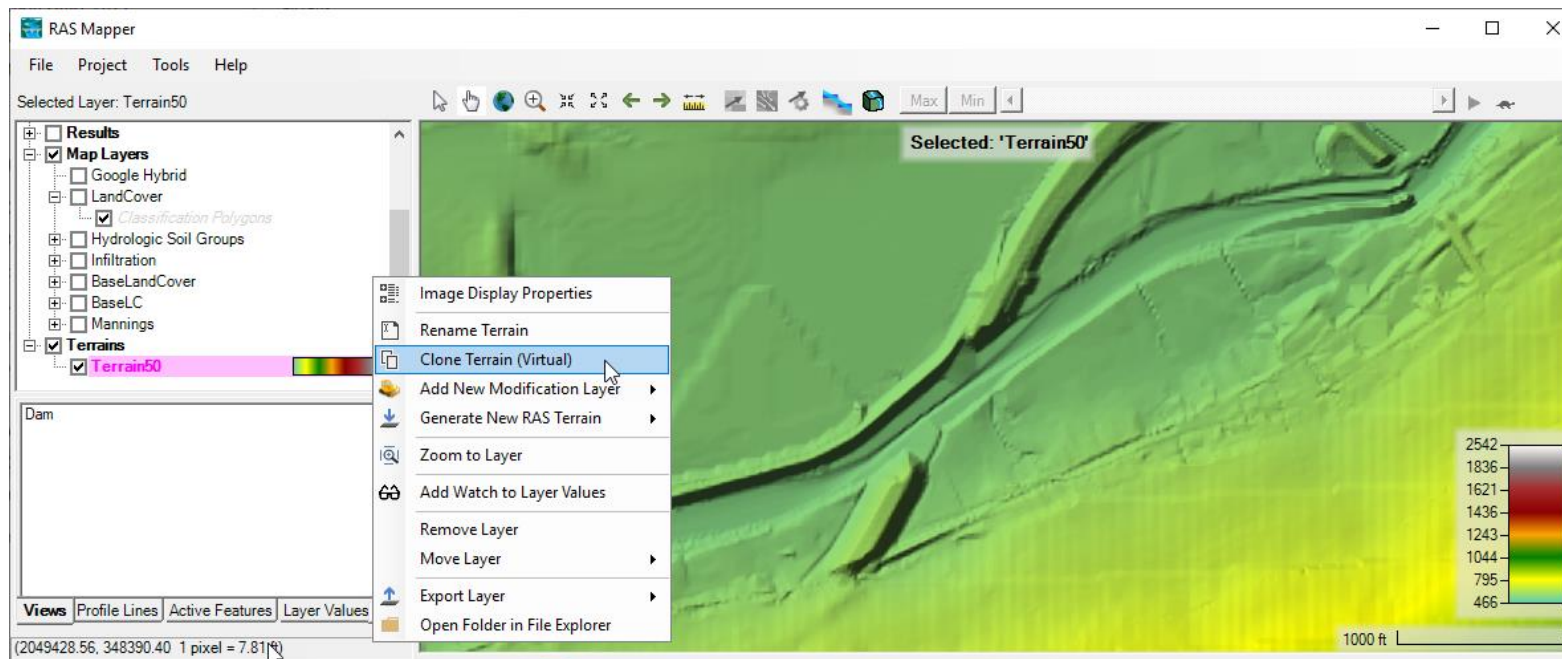 RAS Mapper
File Project Tools Help
Selected Layer: Terrain50
Max Min
Results
Map Layers
Google Hybrid
LandCover
Classification Polygons
Hydrologic Soil Groups
Infiltration
BaseLandCover
BaseLC
Mannings
Terrains
Terrain50
Dam
Views Profile Lines Active Features Layer Values
(2049428.56, 348390.40 1 pixel = 7.81 ft)
Image Display Properties
Rename Terrain
Clone Terrain (Virtual)
Add New Modification Layer
Generate New RAS Terrain
Zoom to Layer
Add Watch to Layer Values
Remove Layer
Move Layer
Export Layer
Open Folder in File Explorer
Selected: 'Terrain50'
2542
1836
1621
1436
1243
1044
795
466
1000 ft